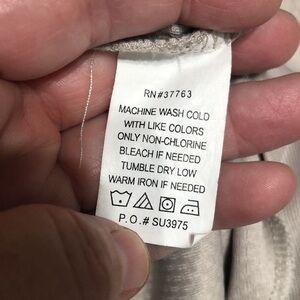 RN#37763
MACHINE WASH COLD
WITH LIKE COLORS
ONLY NON-CHLORINE
BLEACH IF NEEDED
TUMBLE DRY LOW
WARM IRON IF NEEDED
P.O.# SU3975